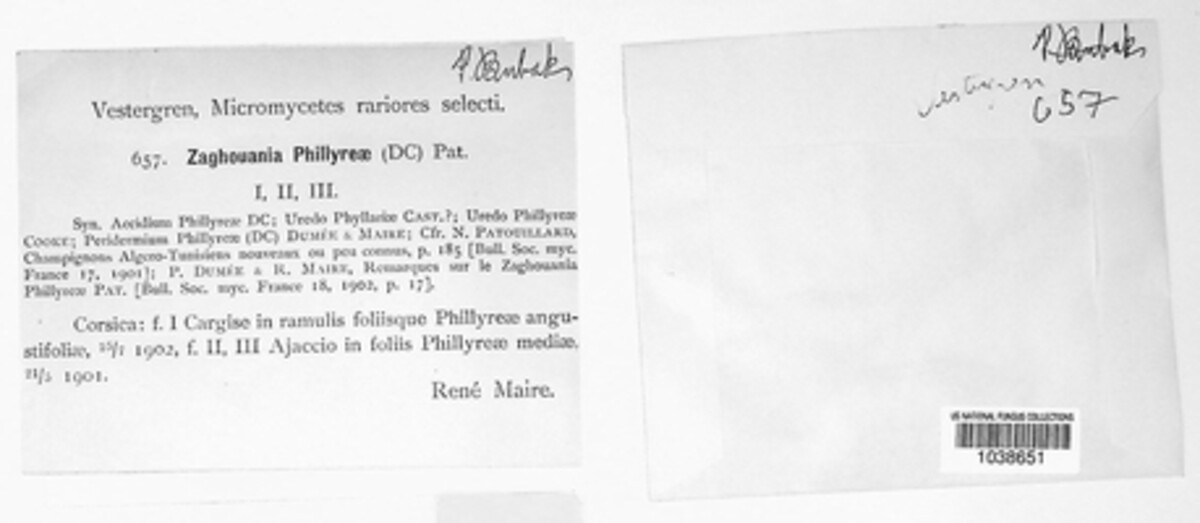 Vestergren, Micromycetes rariores selecti.
657. Zaghouania Phillyreæ (DC) Pat.
I, II, III.
Syn. Aecidium Phillyreæ DC; Uredo Phyllariæ CAST.?; Uredo Phillyreæ
COOKE; Peridermium Phillyreæ (DC) DUMÉE & MAIRE; Cfr. N. PATOUILLARD,
Champignons Algero-Tunisiens nouveaux ou peu connus, p. 185 [Bull. Soc. myc.
France 17, 1901]; P. DUMÉE & R. MAIRE, Remarques sur le Zaghouania
Phillyreæ PAT. [Bull. Soc. myc. France 18, 1902, p. 17].
Corsica: f. I Cargise in ramulis foliisque Phillyreæ angu-
stifoliæ, 1902, f. II, III Ajaccio in foliis Phillyreæ mediæ,
1901.
René Maire.
657
US NATIONAL FUNGUS COLLECTIONS
1038651